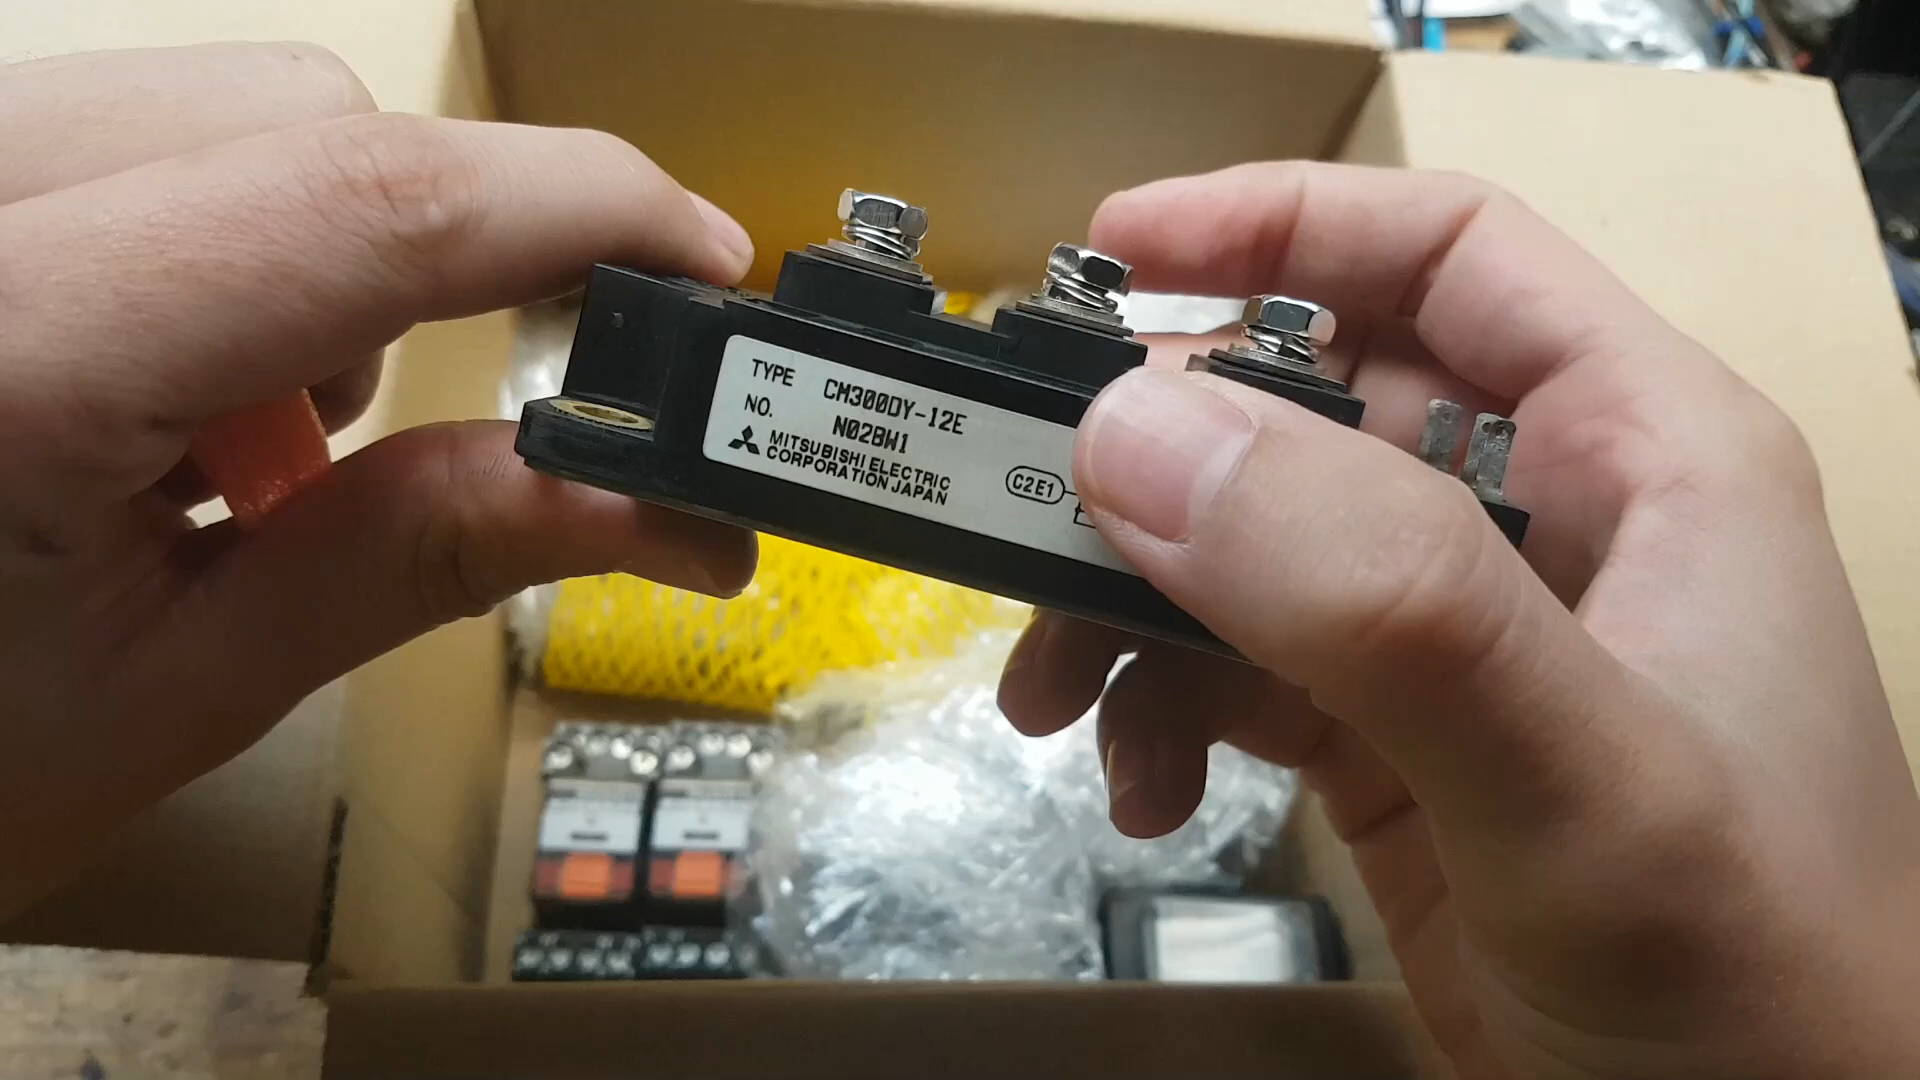 TYPE CM300DY-12E
NO. N02BW1
MITSUBISHI ELECTRIC
CORPORATION JAPAN
C2E1